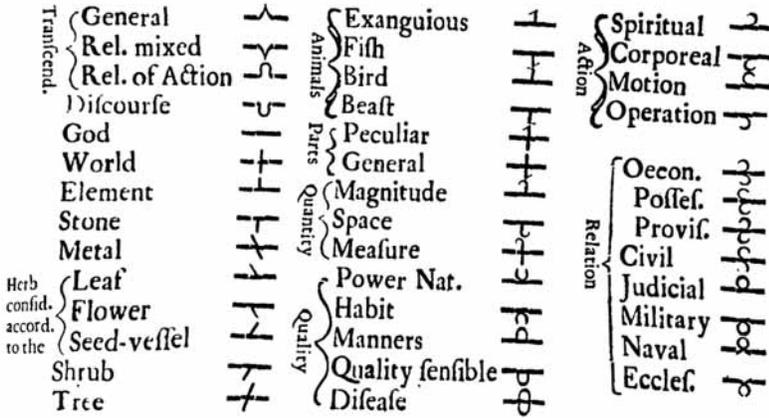 Transcend.
General
Rel. mixed
Rel. of Action
Diſcourſe
God
World
Element
Stone
Metal
Herb
conſid.
accord.
to the
Leaf
Flower
Seed-veſſel
Shrub
Tree
Animals
Exanguious
Fiſh
Bird
Beaſt
Parts
Peculiar
General
Quantity
Magnitude
Space
Meaſure
Quality
Power Nat.
Habit
Manners
Quality ſenſible
Diſeaſe
Action
Spiritual
Corporeal
Motion
Operation
Relation
Oecon.
Poſſeſ.
Proviſ.
Civil
Judicial
Military
Naval
Eccleſ.